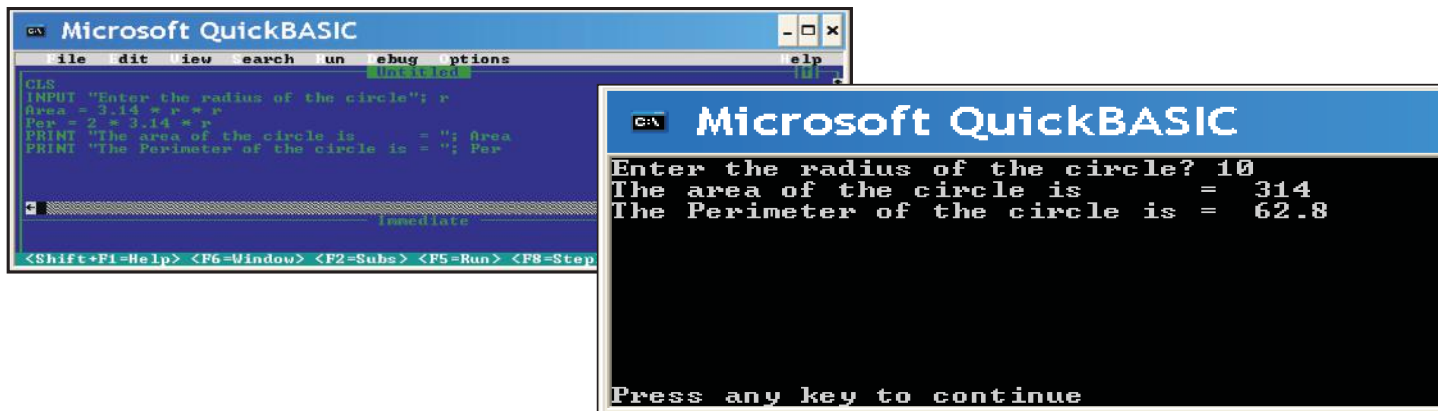 Microsoft QuickBASIC
ile dit iew earch un ebug ptions elp
Untitled
CLS
INPUT "Enter the radius of the circle"; r
Area = 3.14 * r * r
Per = 2 * 3.14 * r
PRINT "The area of the circle is       = "; Area
PRINT "The Perimeter of the circle is = "; Per
Immediate
<Shift+F1=Help> <F6=Window> <F2=Subs> <F5=Run> <F8=Step
C:\ Microsoft QuickBASIC
Enter the radius of the circle? 10
The area of the circle is       =  314
The Perimeter of the circle is =  62.8
Press any key to continue